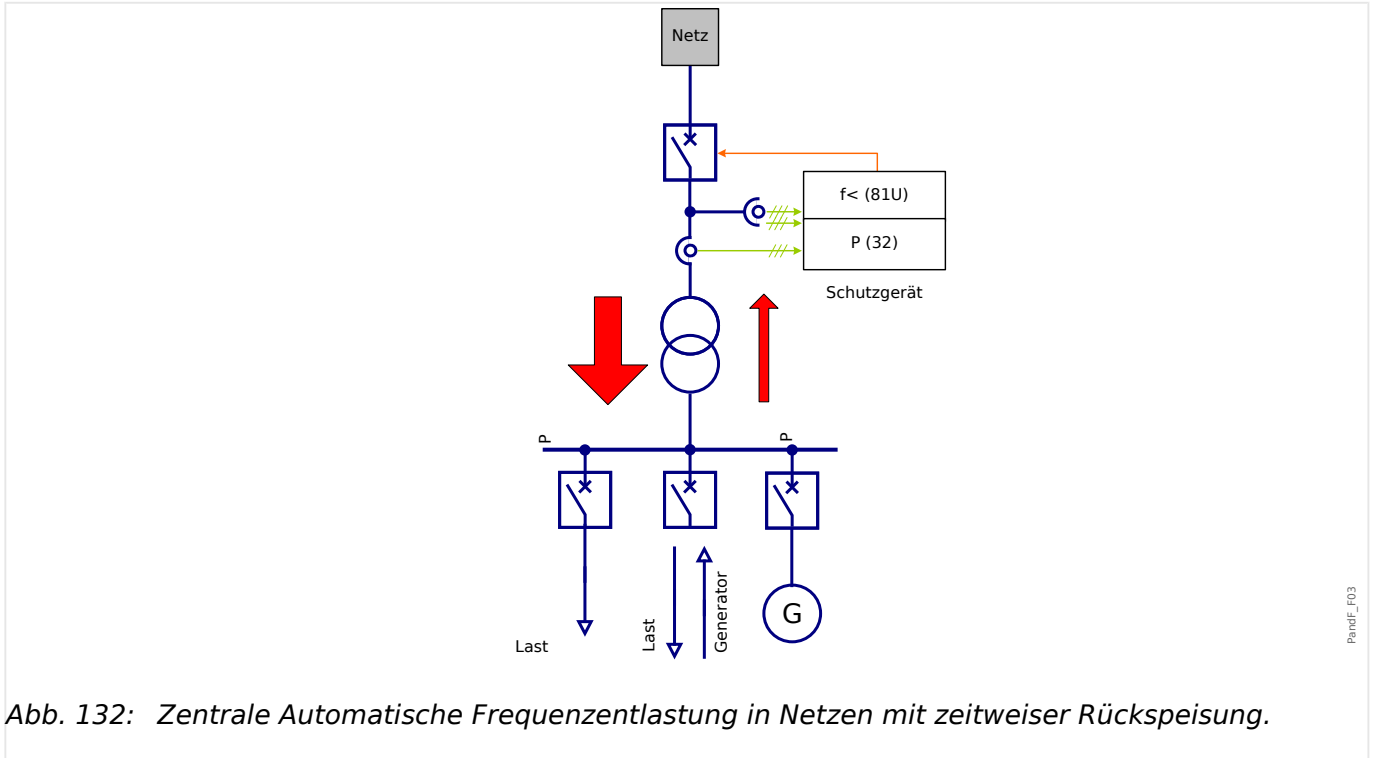 Netz
f< (81U)
P (32)
Schutzgerät
P
P
Last
Last
Generator
G
PandF_F03
Abb. 132: Zentrale Automatische Frequenzentlastung in Netzen mit zeitweiser Rückspeisung.